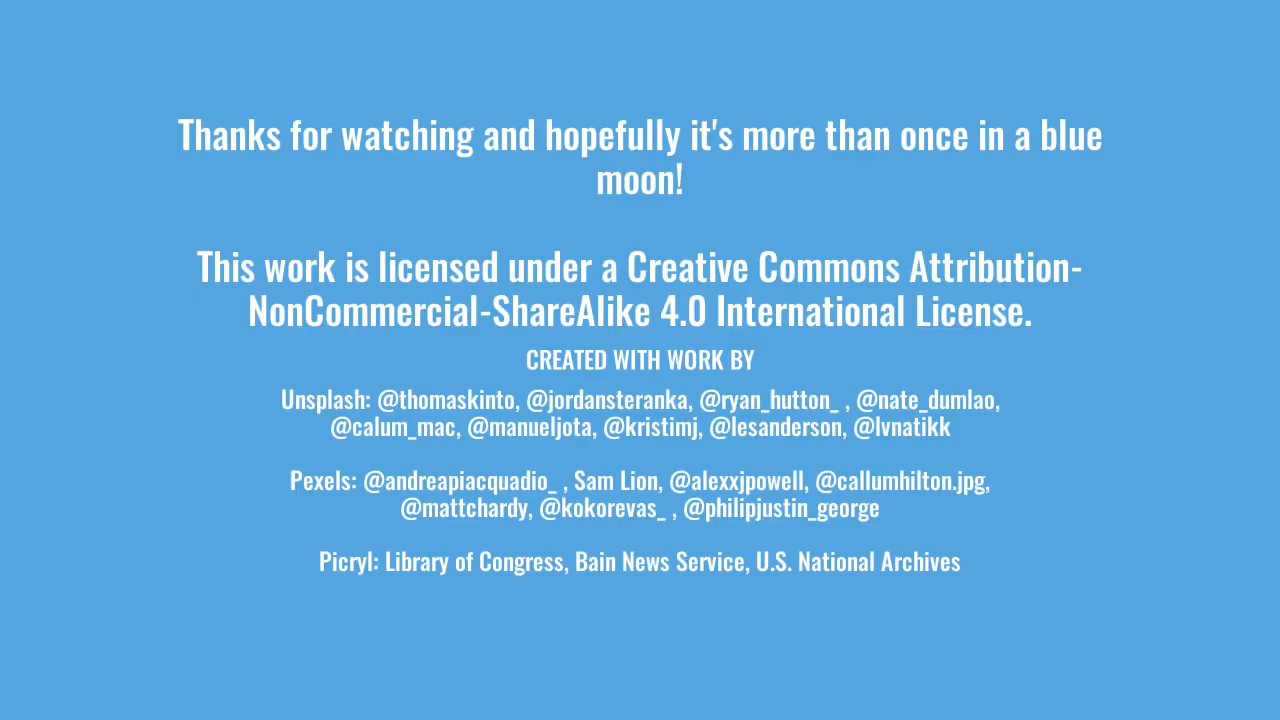 Thanks for watching and hopefully it's more than once in a blue
moon!
This work is licensed under a Creative Commons Attribution-
NonCommercial-ShareAlike 4.0 International License.
CREATED WITH WORK BY
Unsplash: @thomaskinto, @jordansteranka, @ryan_hutton_ , @nate_dumlao,
@calum_mac, @manueljota, @kristimj, @lesanderson, @lvnatikk
Pexels: @andreapiacquadio_ , Sam Lion, @alexxjpowell, @callumhilton.jpg,
@mattchardy, @kokorevas_ , @philipjustin_george
Picryl: Library of Congress, Bain News Service, U.S. National Archives